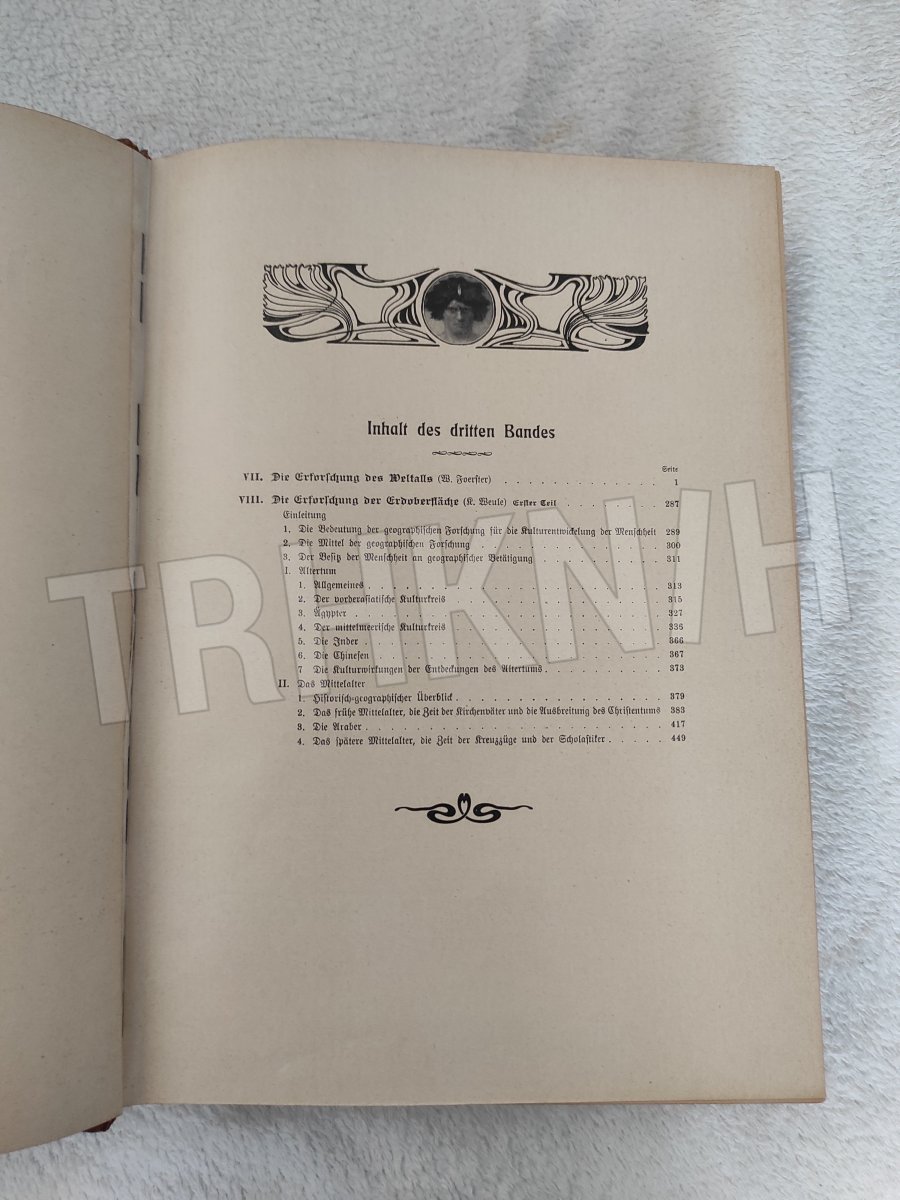 Inhalt des dritten Bandes
Seite
VII. Die Erforschung des Weltalls (W. Foerster) . . . . . . . . . . . . . 1
VIII. Die Erforschung der Erdoberfläche (K. Weule) Erster Teil . . . . . . . . 287
Einleitung
1. Die Bedeutung der geographischen Forschung für die Kulturentwickelung der Menschheit 289
2. Die Mittel der geographischen Forschung . . . . . . . . . . . . . 300
3. Der Besitz der Menschheit an geographischer Betätigung . . . . . . . . 311
I. Altertum
1. Allgemeines . . . . . . . . . . . . . . . . . . . 313
2. Der vorderasiatische Kulturkreis . . . . . . . . . . . . . . 315
3. Ägypter . . . . . . . . . . . . . . . . . . . . 327
4. Der mittelmeerische Kulturkreis . . . . . . . . . . . . . . 336
5. Die Inder . . . . . . . . . . . . . . . . . . . . 366
6. Die Chinesen . . . . . . . . . . . . . . . . . . . 367
7 Die Kulturwirkungen der Entdeckungen des Altertums . . . . . . . . 373
II. Das Mittelalter
1. Historisch-geographischer Überblick . . . . . . . . . . . . . 379
2. Das frühe Mittelalter, die Zeit der Kirchenväter und die Ausbreitung des Christentums 383
3. Die Araber . . . . . . . . . . . . . . . . . . . 417
4. Das spätere Mittelalter, die Zeit der Kreuzzüge und der Scholastiker . . . . . 449
TRHKN/H